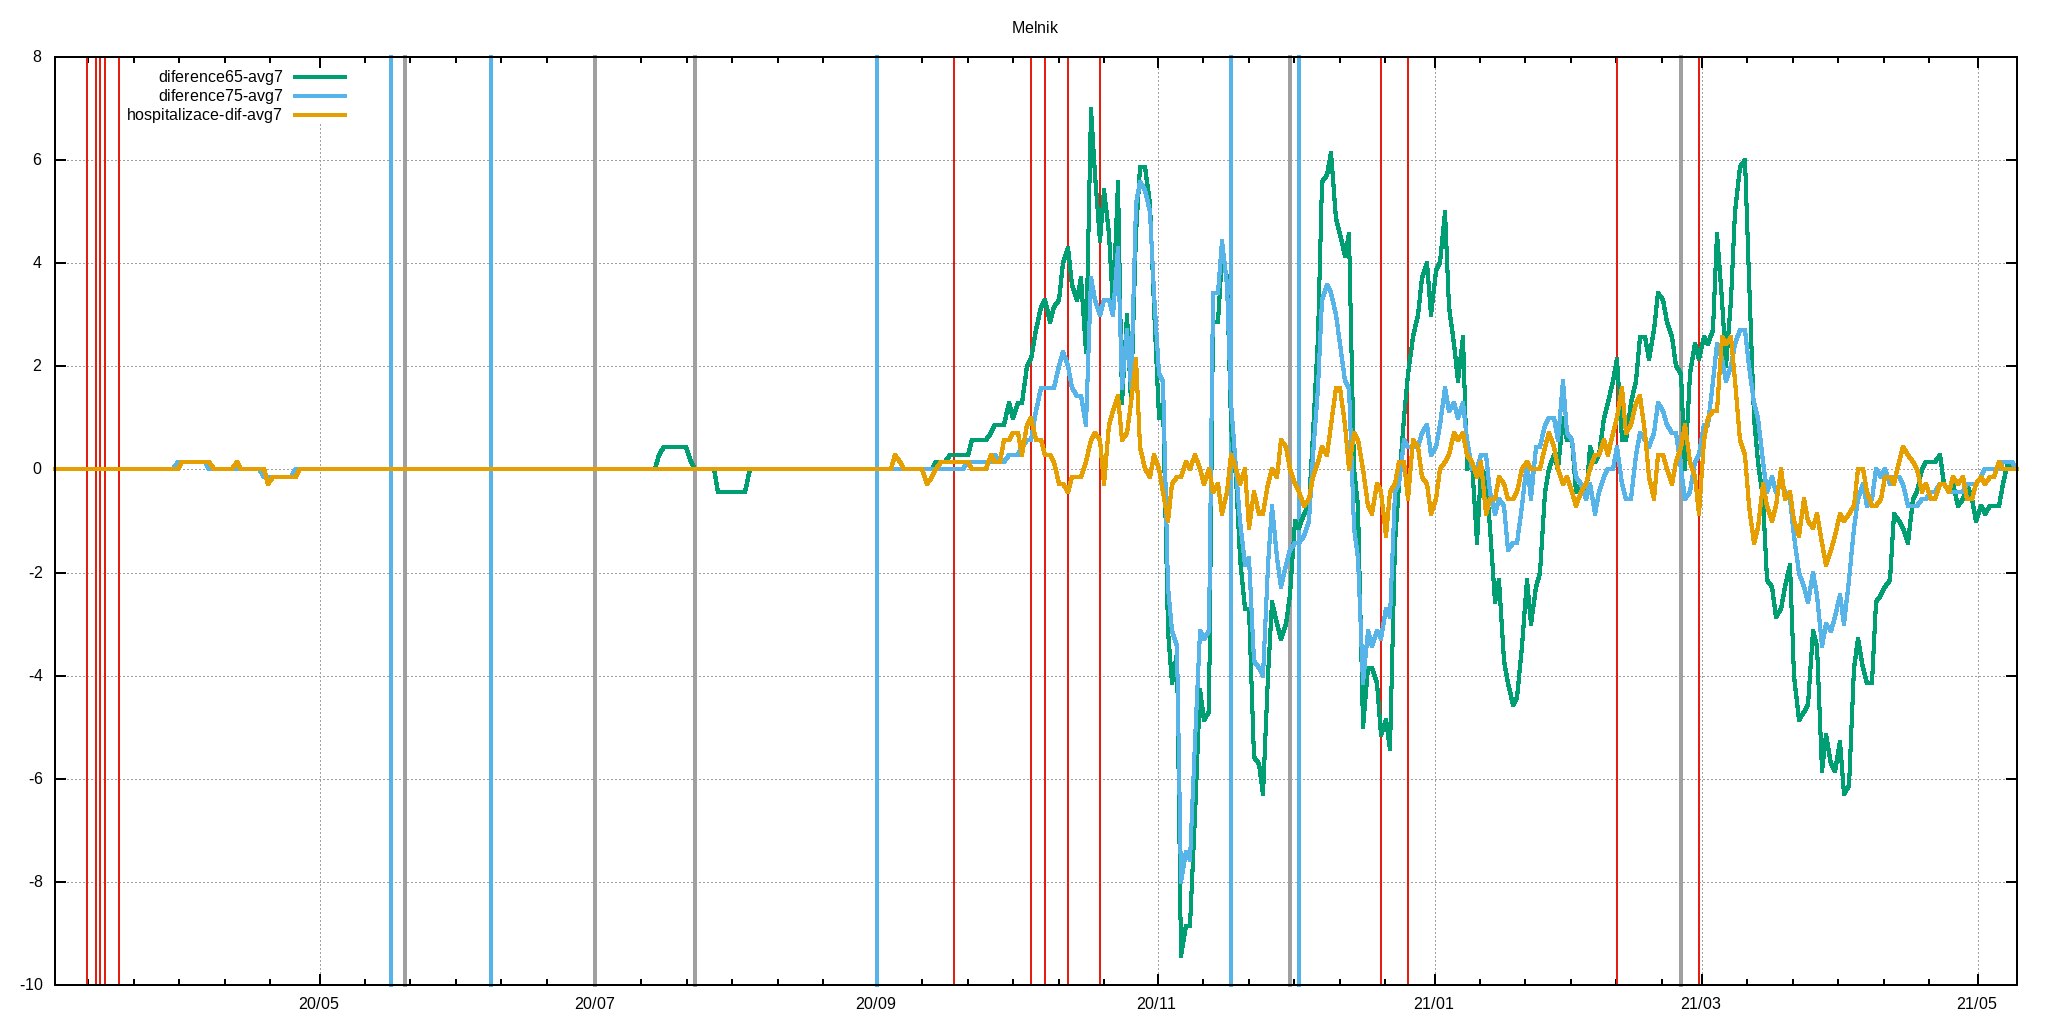 Melnik
diference65-avg7
diference75-avg7
hospitalizace-dif-avg7
8
6
4
2
0
-2
-4
-6
-8
-10
20/05 20/07 20/09 20/11 21/01 21/03 21/05